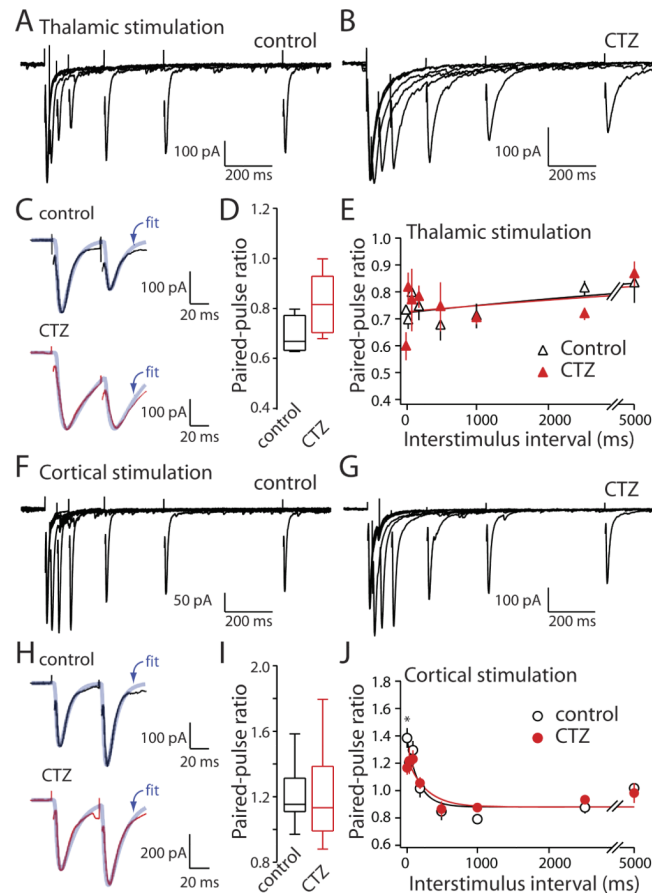 A Thalamic stimulation control
100 pA
200 ms
B CTZ
100 pA
200 ms
C control
fit
100 pA
20 ms
CTZ
fit
100 pA
20 ms
D
Paired-pulse ratio
1.2
1.0
0.8
0.6
0.4
control
CTZ
E Thalamic stimulation
Paired-pulse ratio
1.0
0.9
0.8
0.7
0.6
0.5
0.4
Control
CTZ
0 1000 2000 5000
Interstimulus interval (ms)
F Cortical stimulation control
50 pA
200 ms
G CTZ
100 pA
200 ms
H control
fit
100 pA
20 ms
CTZ
fit
200 pA
20 ms
I
Paired-pulse ratio
2.0
1.6
1.2
0.8
control
CTZ
J Cortical stimulation
Paired-pulse ratio
1.8
1.6
1.4
1.2
1.0
0.8
0.6
*
control
CTZ
0 1000 2000 5000
Interstimulus interval (ms)